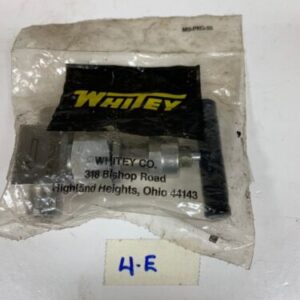 WHITEY
WHITEY CO.
318 Bishop Road
Highland Heights, Ohio 44143
4-E